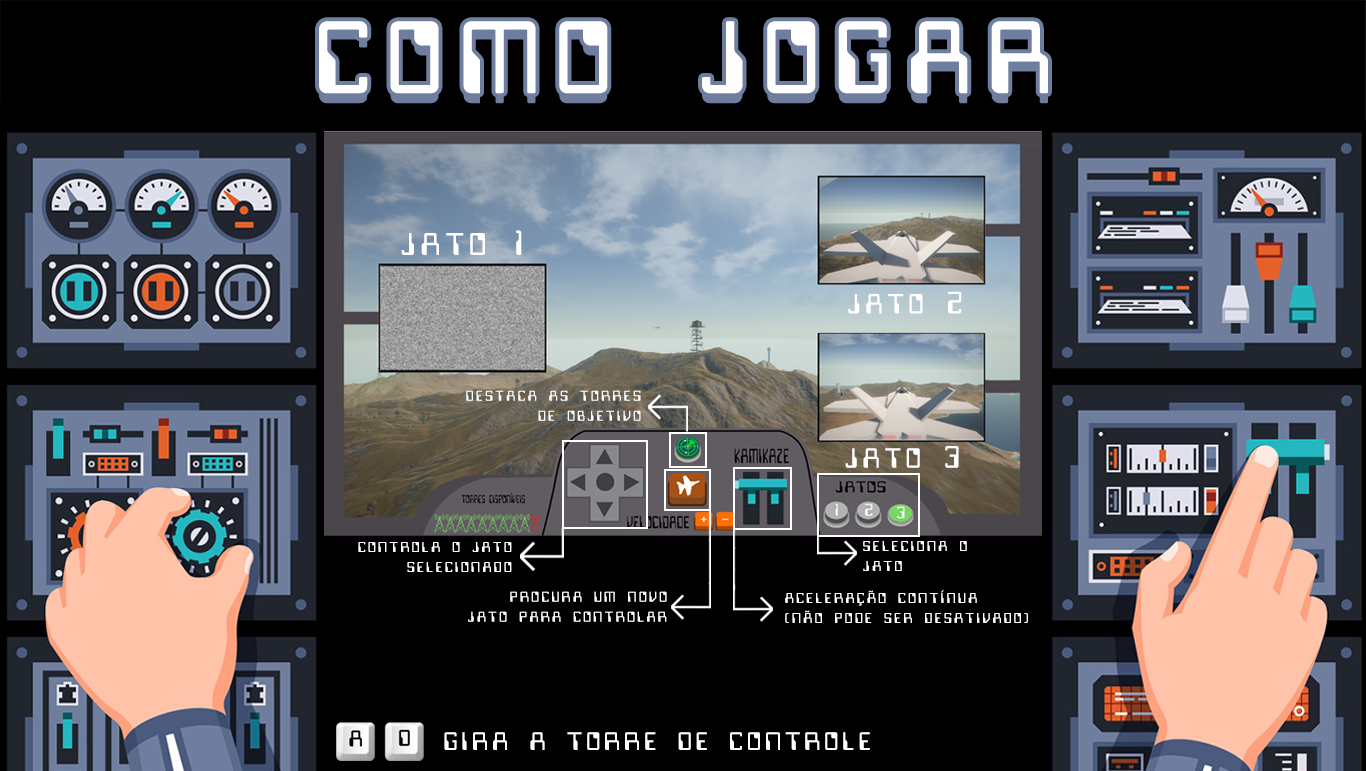 COMO JOGAR
JATO 1
JATO 2
DESTACA AS TORRES
DE OBJETIVO
KAMIKAZE
JATO 3
TORRES DISPONÍVEIS
JATOS
1 2 3
VELOCIDADE + -
CONTROLA O JATO
SELECIONADO
SELECIONA O
JATO
PROCURA UM NOVO
JATO PARA CONTROLAR
ACELERAÇÃO CONTÍNUA
(NÃO PODE SER DESATIVADO)
A D GIRA A TORRE DE CONTROLE